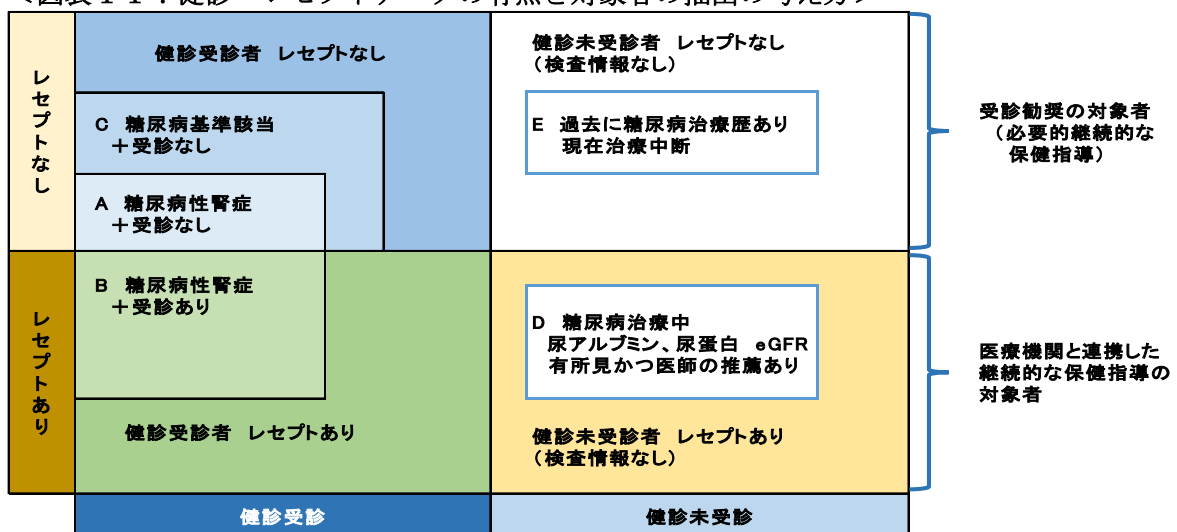 レセプトなし
健診受診者 レセプトなし
C 糖尿病基準該当
＋受診なし
A 糖尿病性腎症
＋受診なし
健診未受診者 レセプトなし
（検査情報なし）
E 過去に糖尿病治療歴あり
現在治療中断
受診勧奨の対象者
（必要的継続的な
保健指導）
レセプトあり
B 糖尿病性腎症
＋受診あり
健診受診者 レセプトあり
D 糖尿病治療中
尿アルブミン、尿蛋白 eGFR
有所見かつ医師の推薦あり
健診未受診者 レセプトあり
（検査情報なし）
医療機関と連携した
継続的な保健指導の
対象者
健診受診
健診未受診